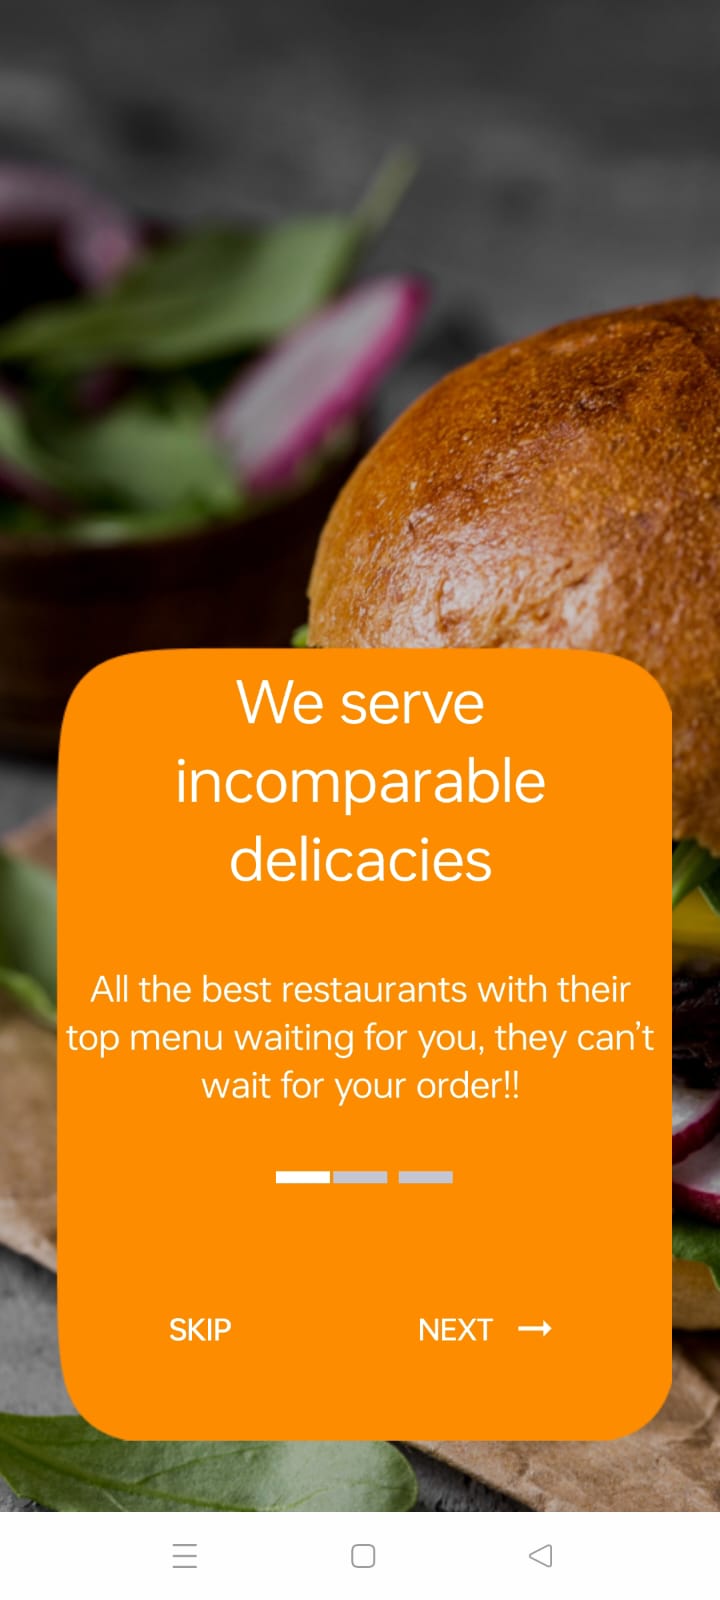 We serve
incomparable
delicacies
All the best restaurants with their
top menu waiting for you, they can’t
wait for your order!!
SKIP
NEXT →